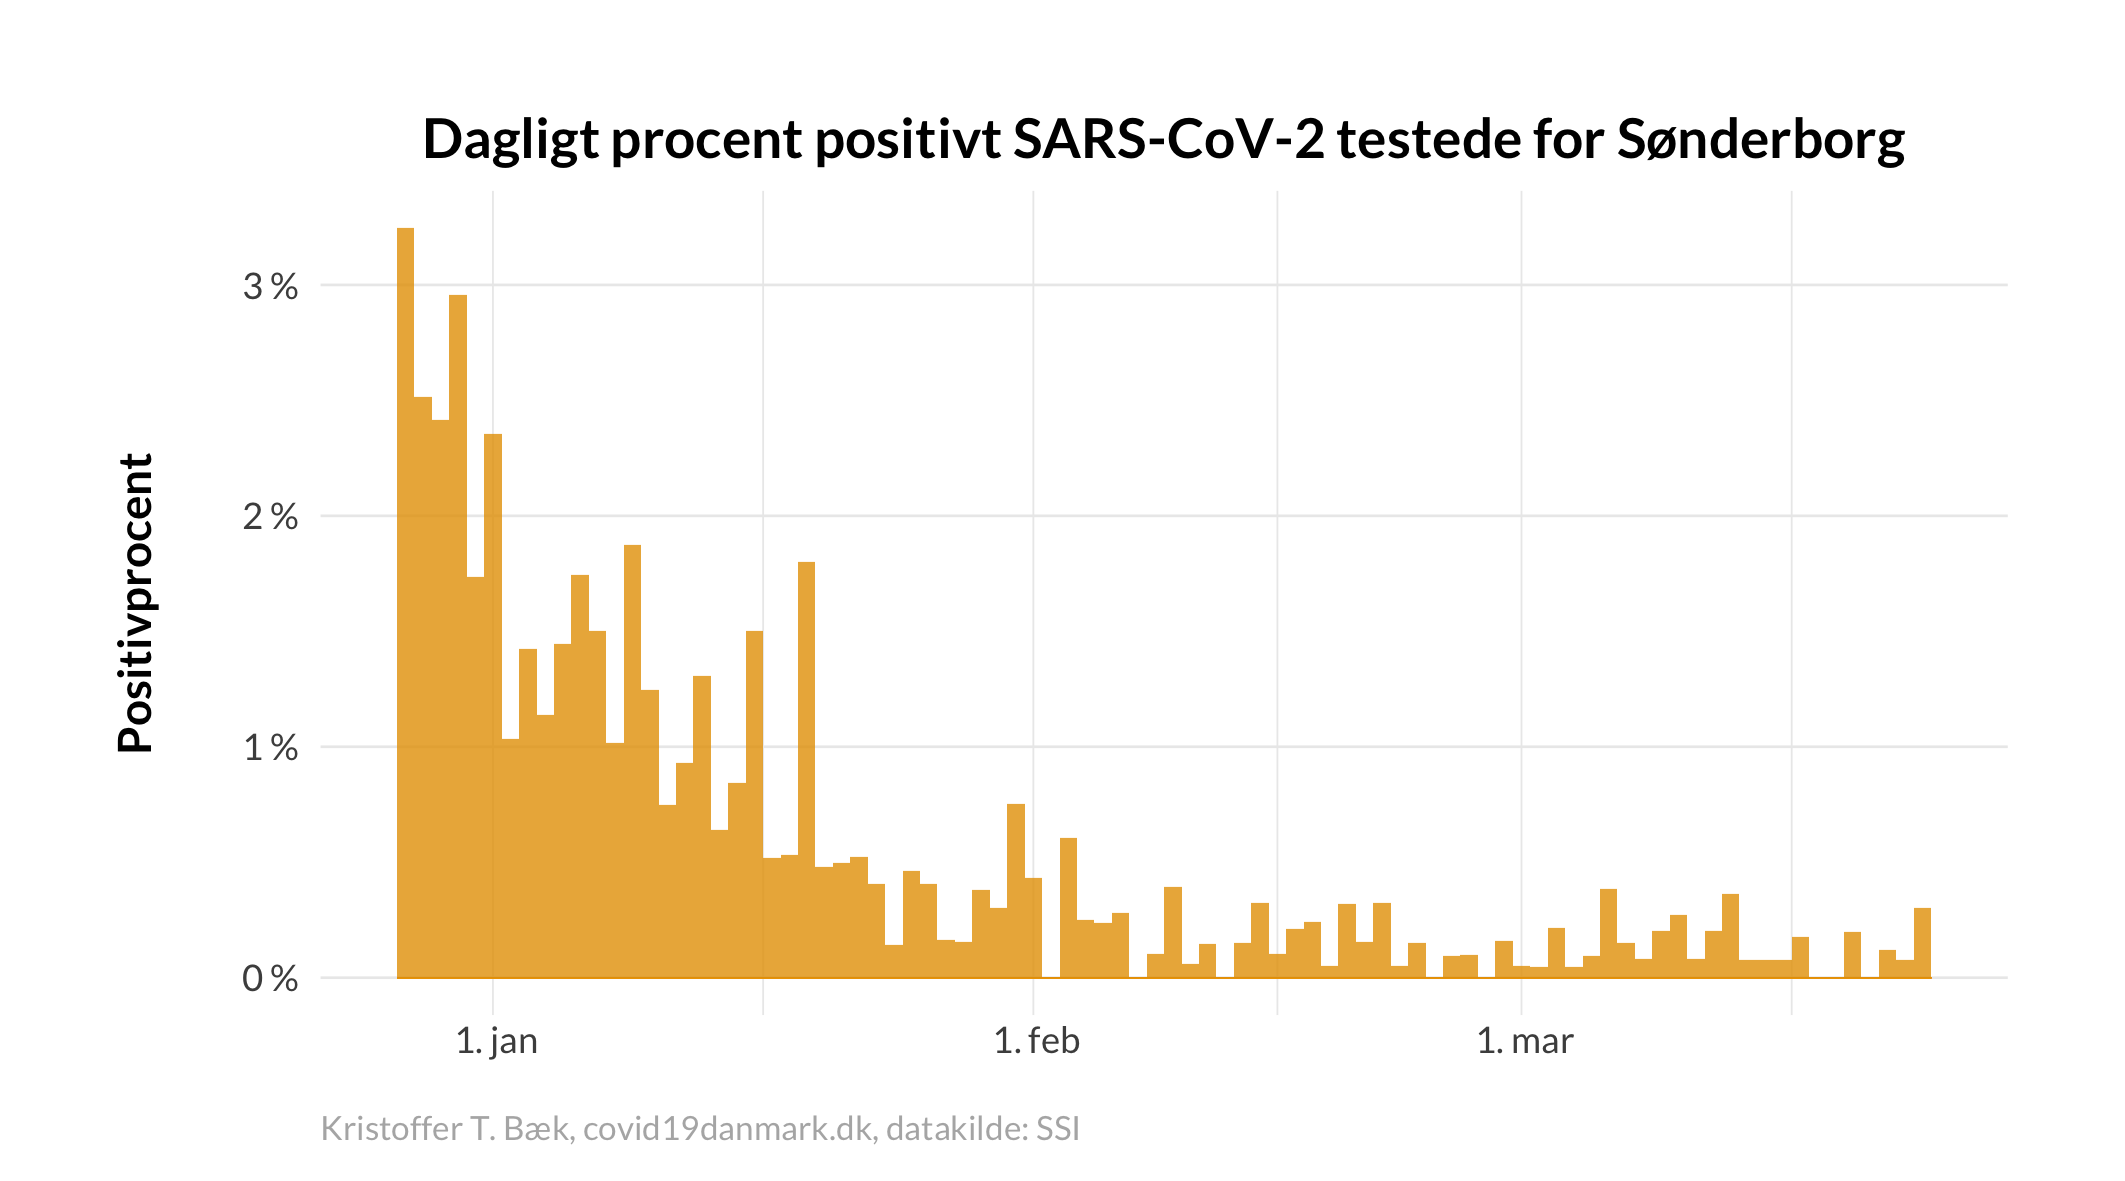 Dagligt procent positivt SARS-CoV-2 testede for Sønderborg
Positivprocent
3 %
2 %
1 %
0 %
1. jan
1. feb
1. mar
Kristoffer T. Bæk, covid19danmark.dk, datakilde: SSI